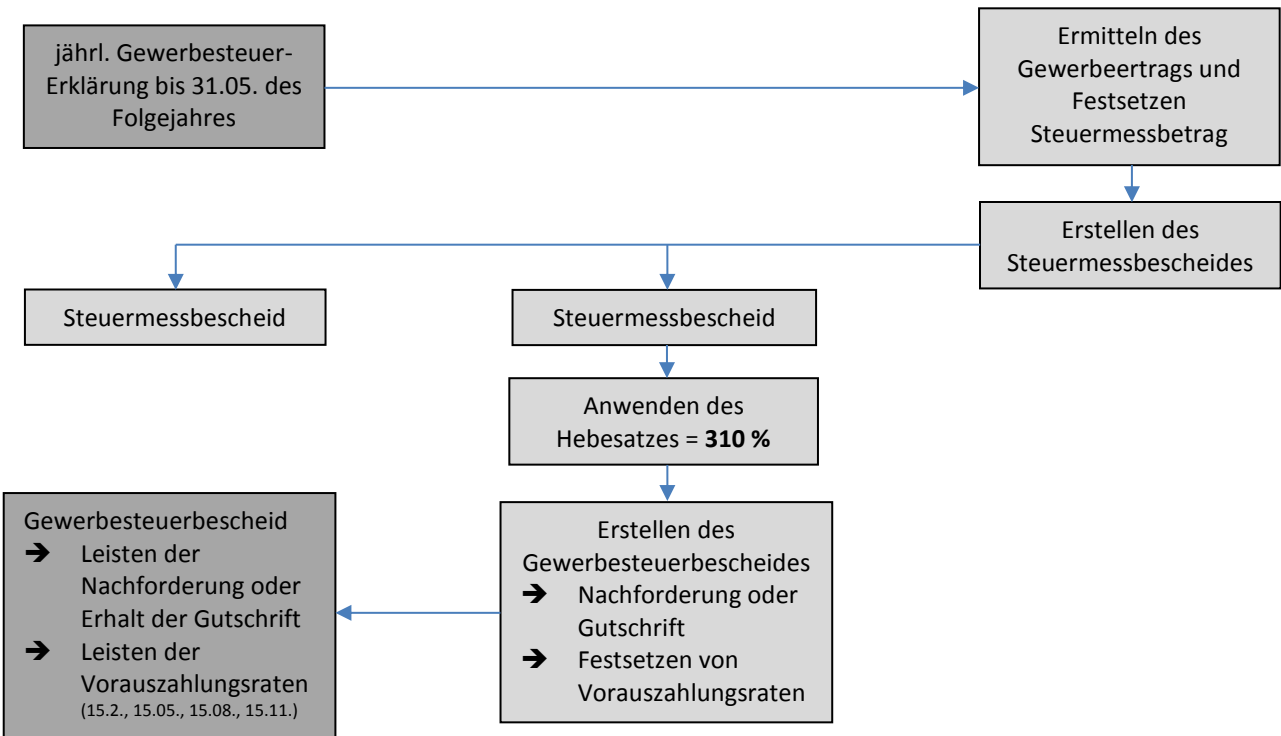 jährl. Gewerbesteuer-
Erklärung bis 31.05. des
Folgejahres
Ermitteln des
Gewerbeertrags und
Festsetzen
Steuermessbetrag
Erstellen des
Steuermessbescheides
Steuermessbescheid
Steuermessbescheid
Anwenden des
Hebesatzes = 310 %
Gewerbesteuerbescheid
➔ Leisten der
Nachforderung oder
Erhalt der Gutschrift
➔ Leisten der
Vorauszahlungsraten
(15.2., 15.05., 15.08., 15.11.)
Erstellen des
Gewerbesteuerbescheides
➔ Nachforderung oder
Gutschrift
➔ Festsetzen von
Vorauszahlungsraten